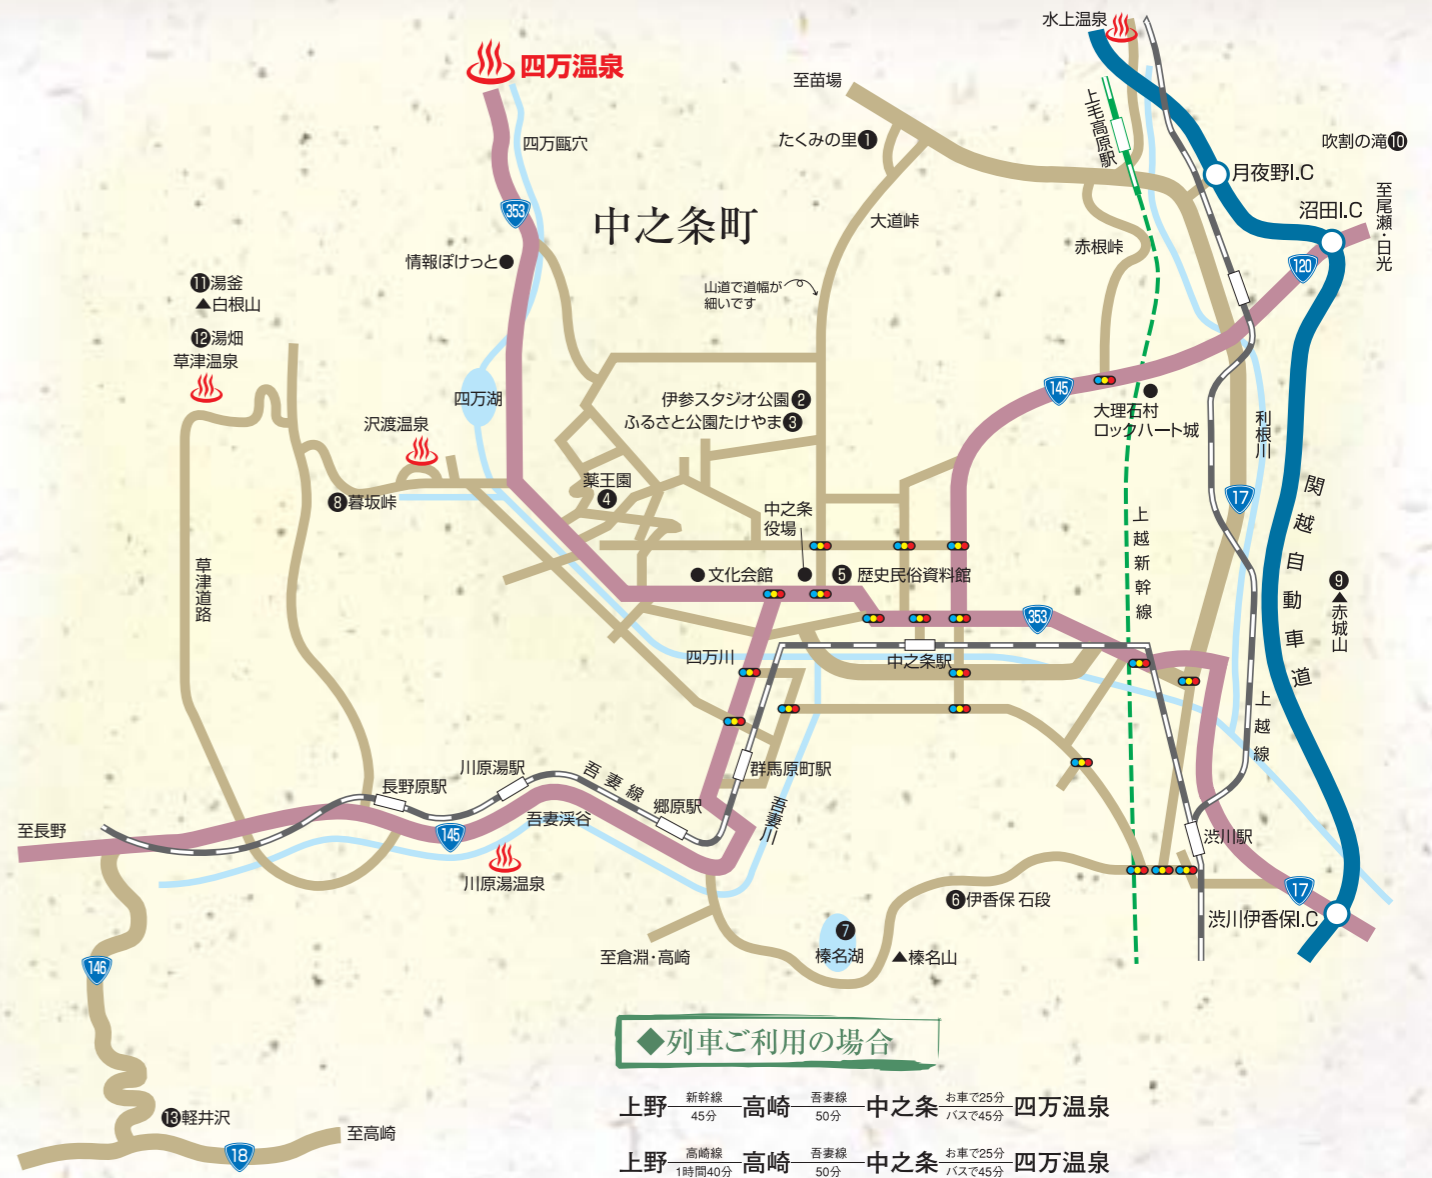 水上温泉
四万温泉
至苗場
上毛高原駅
四万甌穴
たくみの里❶
吹割の滝❿
月夜野I.C
至尾瀬・日光
沼田I.C
353
中之条町
大道峠
赤根峠
情報ぽけっと●
120
⓫湯釜
▲白根山
山道で道幅が
細いです
⓬湯畑
草津温泉
四万湖
145
伊参スタジオ公園❷
ふるさと公園たけやま❸
大理石村
ロックハート城
利根川
沢渡温泉
薬王園
❹
❽暮坂峠
中之条
役場
17
関越自動車道
上越新幹線
草津道路
●文化会館
❺歴史民俗資料館
❾
▲赤城山
353
四万川
中之条駅
上越線
群馬原町駅
川原湯駅
吾妻線
長野原駅
郷原駅
吾妻川
至長野
145
吾妻渓谷
渋川駅
川原湯温泉
17
❻伊香保 石段
渋川伊香保I.C
❼
榛名湖
▲榛名山
至倉淵・高崎
146
◆列車ご利用の場合
上野 新幹線 45分 高崎 吾妻線 50分 中之条 お車で25分 バスで45分 四万温泉
⓭軽井沢
至高崎
18
上野 高崎線 1時間40分 高崎 吾妻線 50分 中之条 お車で25分 バスで45分 四万温泉